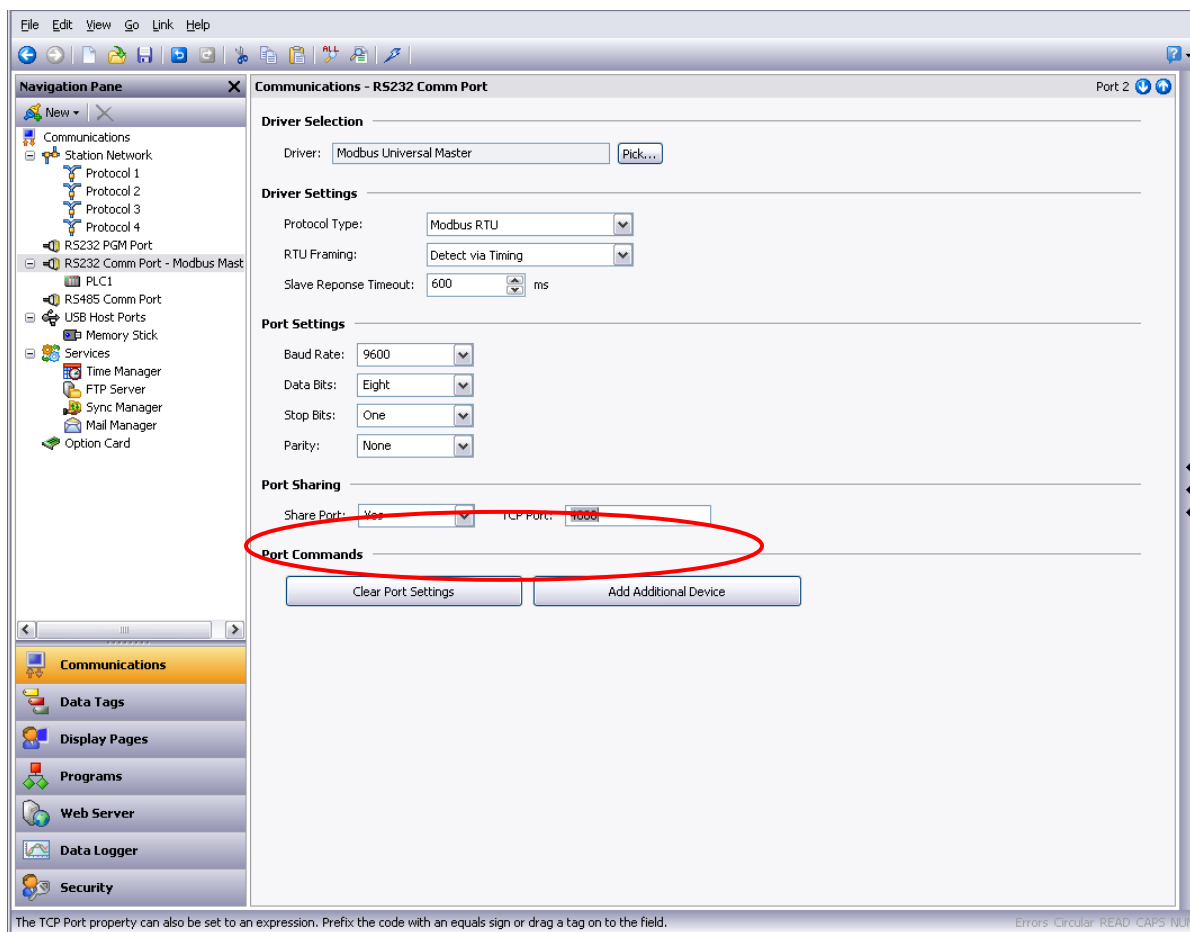 File Edit View Go Link Help
ALL
Navigation Pane
New
Communications
Station Network
Protocol 1
Protocol 2
Protocol 3
Protocol 4
RS232 PGM Port
RS232 Comm Port - Modbus Mast
PLC1
RS485 Comm Port
USB Host Ports
Memory Stick
Services
Time Manager
FTP Server
Sync Manager
Mail Manager
Option Card
Communications
Data Tags
Display Pages
Programs
Web Server
Data Logger
Security
Communications - RS232 Comm Port Port 2
Driver Selection
Driver: Modbus Universal Master Pick...
Driver Settings
Protocol Type: Modbus RTU
RTU Framing: Detect via Timing
Slave Reponse Timeout: 600 ms
Port Settings
Baud Rate: 9600
Data Bits: Eight
Stop Bits: One
Parity: None
Port Sharing
Share Port: Yes TCP Port: 4000
Port Commands
Clear Port Settings Add Additional Device
The TCP Port property can also be set to an expression. Prefix the code with an equals sign or drag a tag on to the field. Errors Circular READ CAPS NUM